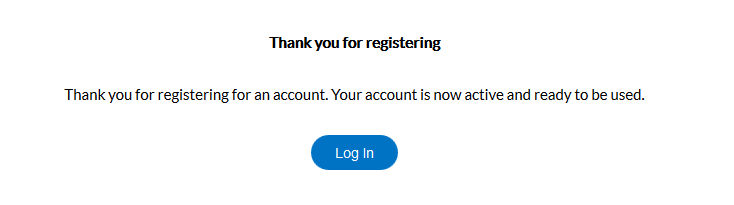 Thank you for registering
Thank you for registering for an account. Your account is now active and ready to be used.
Log In